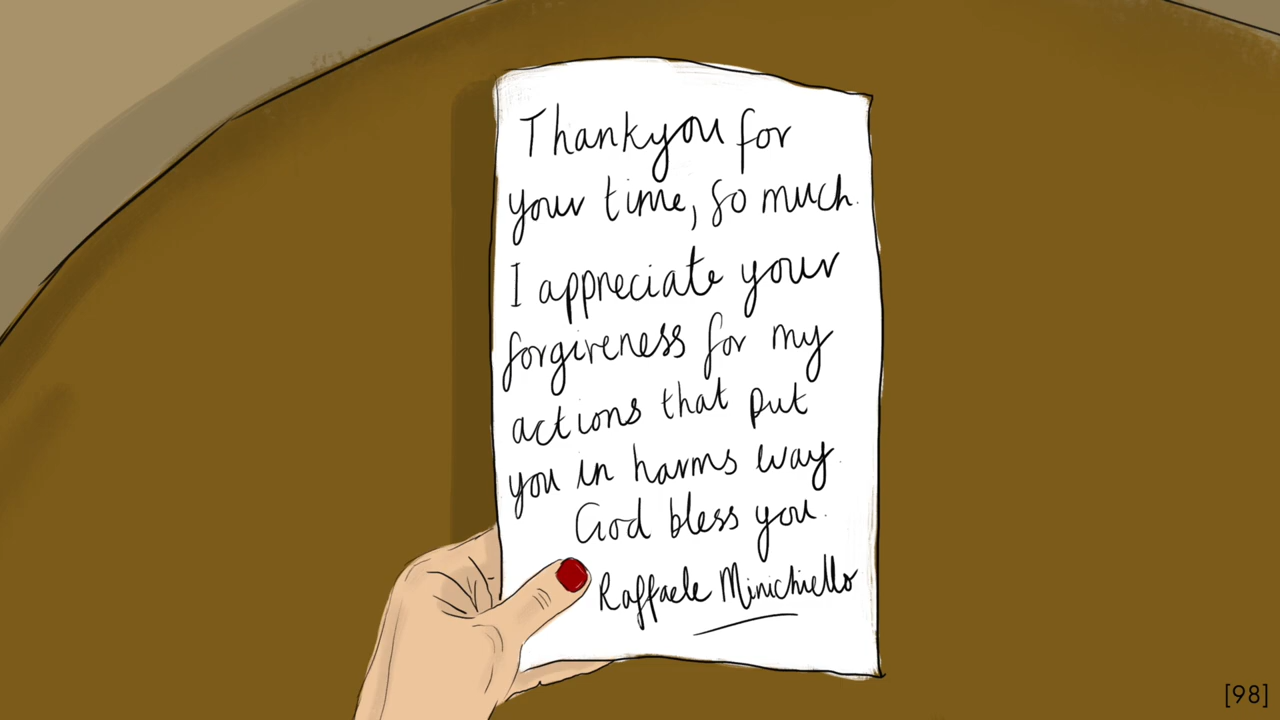 Thankyou for
your time, so much.
I appreciate your
forgiveness for my
actions that put
you in harms way.
God bless you.
Raffaele Minichiello
[98]